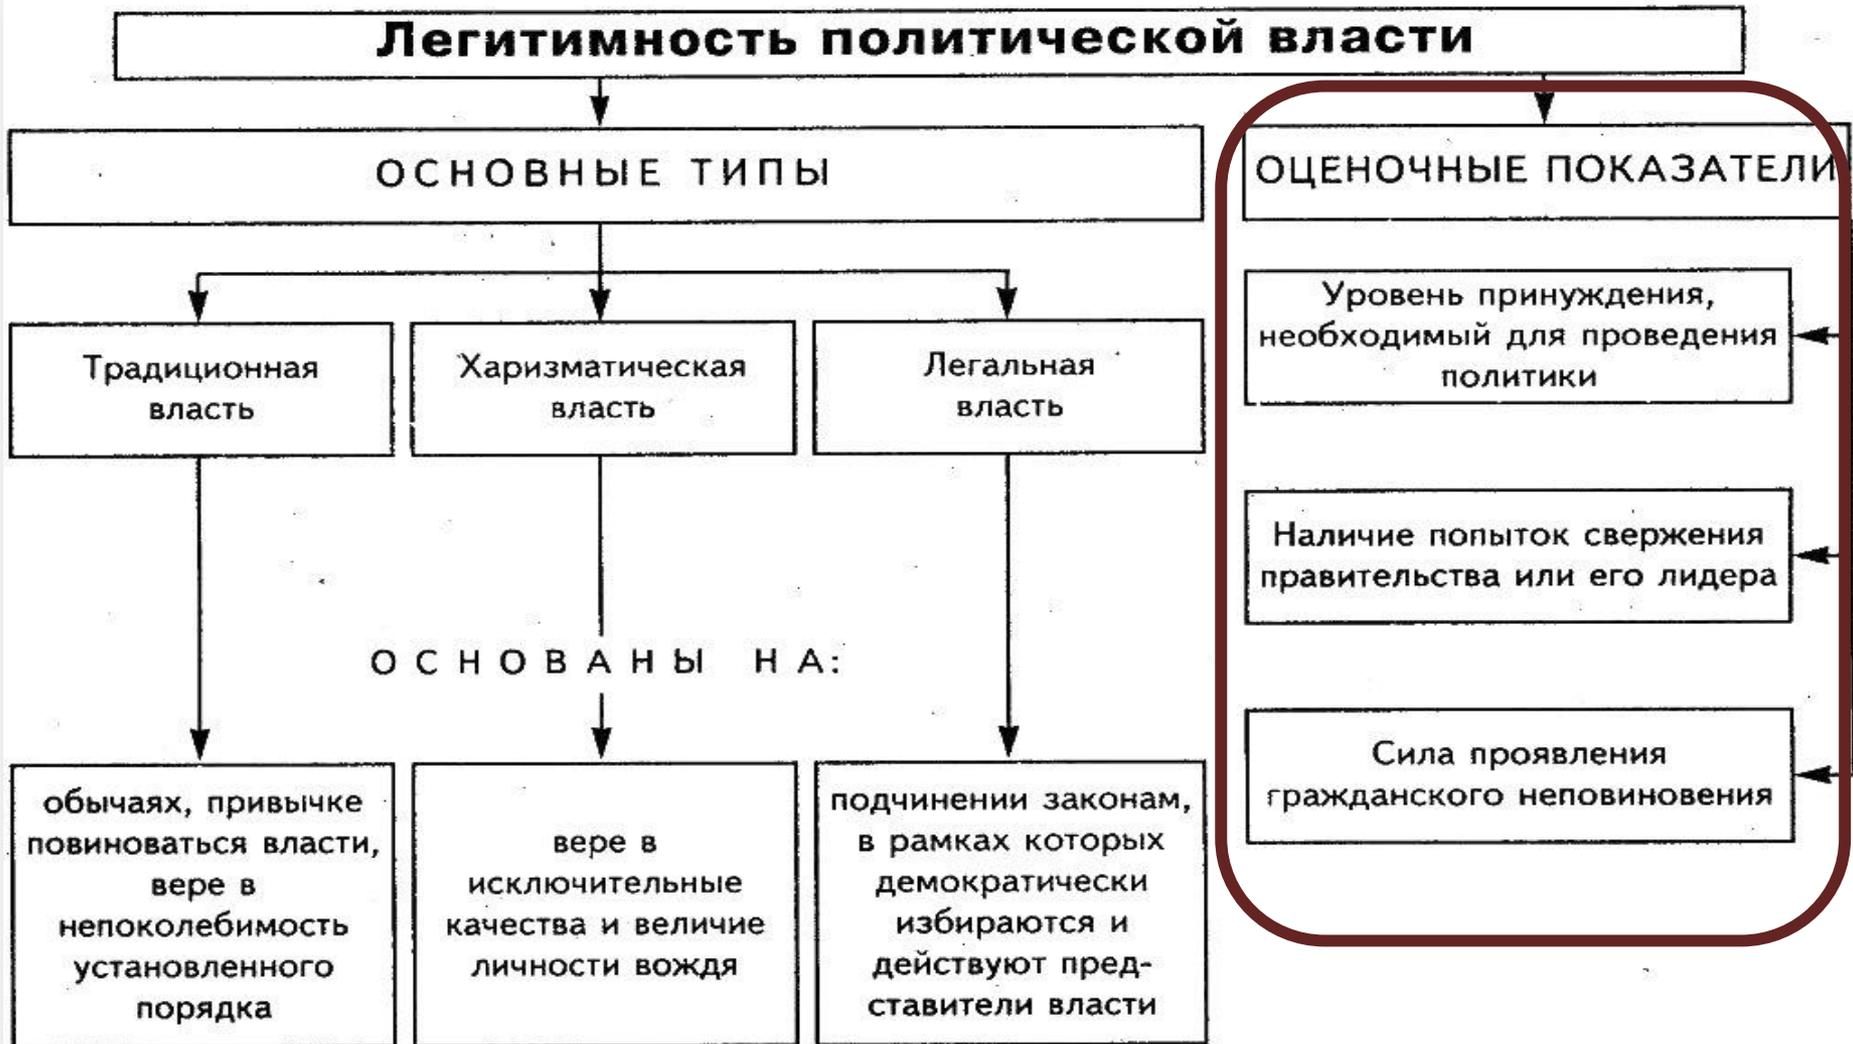 Легитимность политической власти
ОСНОВНЫЕ ТИПЫ
Традиционная
власть
Харизматическая
власть
Легальная
власть
ОСНОВАНЫ НА:
обычаях, привычке
повиноваться власти,
вере в
непоколебимость
установленного
порядка
вере в
исключительные
качества и величие
личности вождя
подчинении законам,
в рамках которых
демократически
избираются и
действуют пред-
ставители власти
ОЦЕНОЧНЫЕ ПОКАЗАТЕЛИ
Уровень принуждения,
необходимый для проведения
политики
Наличие попыток свержения
правительства или его лидера
Сила проявления
гражданского неповиновения